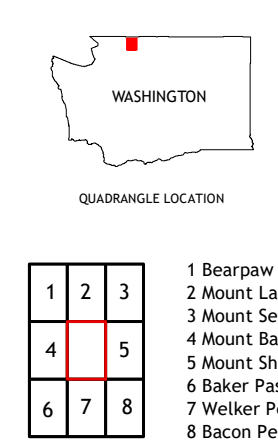 WASHINGTON
QUADRANGLE LOCATION
1 2 3
4 5
6 7 8
1 Bearpaw
2 Mount La
3 Mount Se
4 Mount Ba
5 Mount Sh
6 Baker Pas
7 Welker Pe
8 Bacon Pe